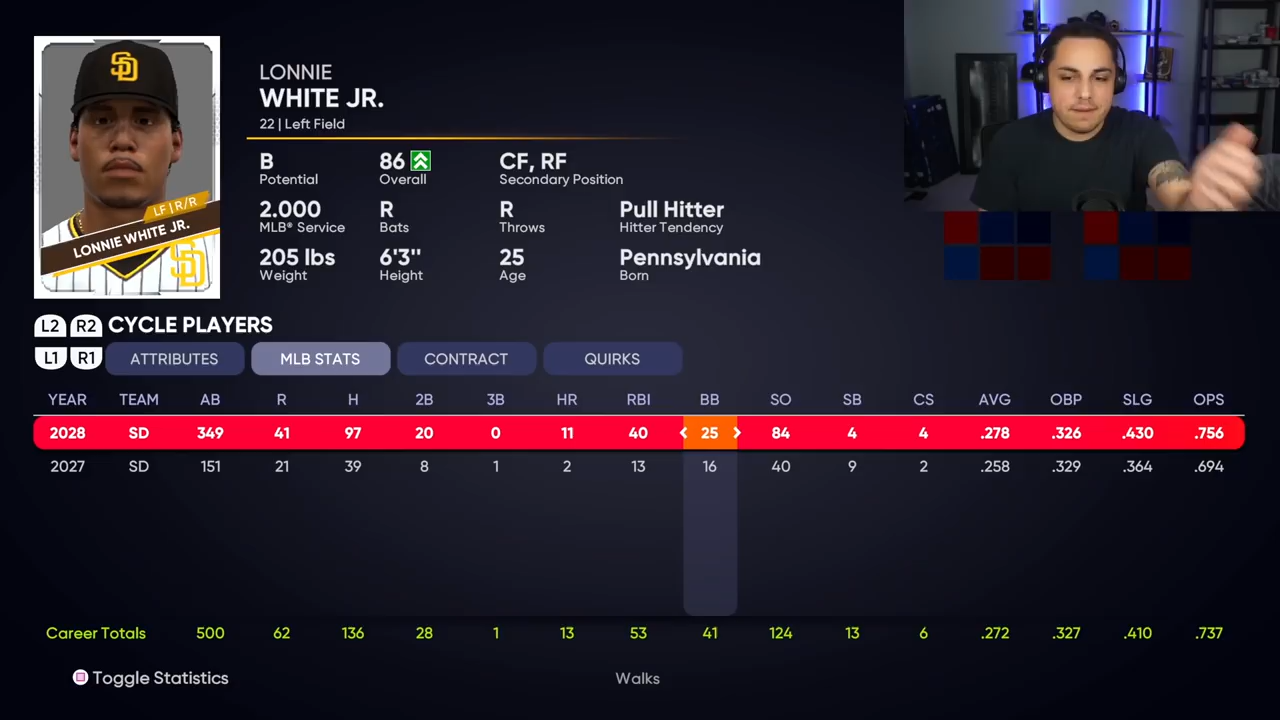 SD
LF | R/R
LONNIE WHITE JR.
SD
LONNIE
WHITE JR.
22 | Left Field
B
Potential
86
Overall
CF, RF
Secondary Position
2.000
MLB® Service
R
Bats
R
Throws
Pull Hitter
Hitter Tendency
205 lbs
Weight
6'3"
Height
25
Age
Pennsylvania
Born
L2 R2 CYCLE PLAYERS
L1 R1 ATTRIBUTES MLB STATS CONTRACT QUIRKS
YEAR TEAM AB R H 2B 3B HR RBI BB SO SB CS AVG OBP SLG OPS
2028 SD 349 41 97 20 0 11 40 25 84 4 4 .278 .326 .430 .756
2027 SD 151 21 39 8 1 2 13 16 40 9 2 .258 .329 .364 .694
Career Totals 500 62 136 28 1 13 53 41 124 13 6 .272 .327 .410 .737
Toggle Statistics
Walks